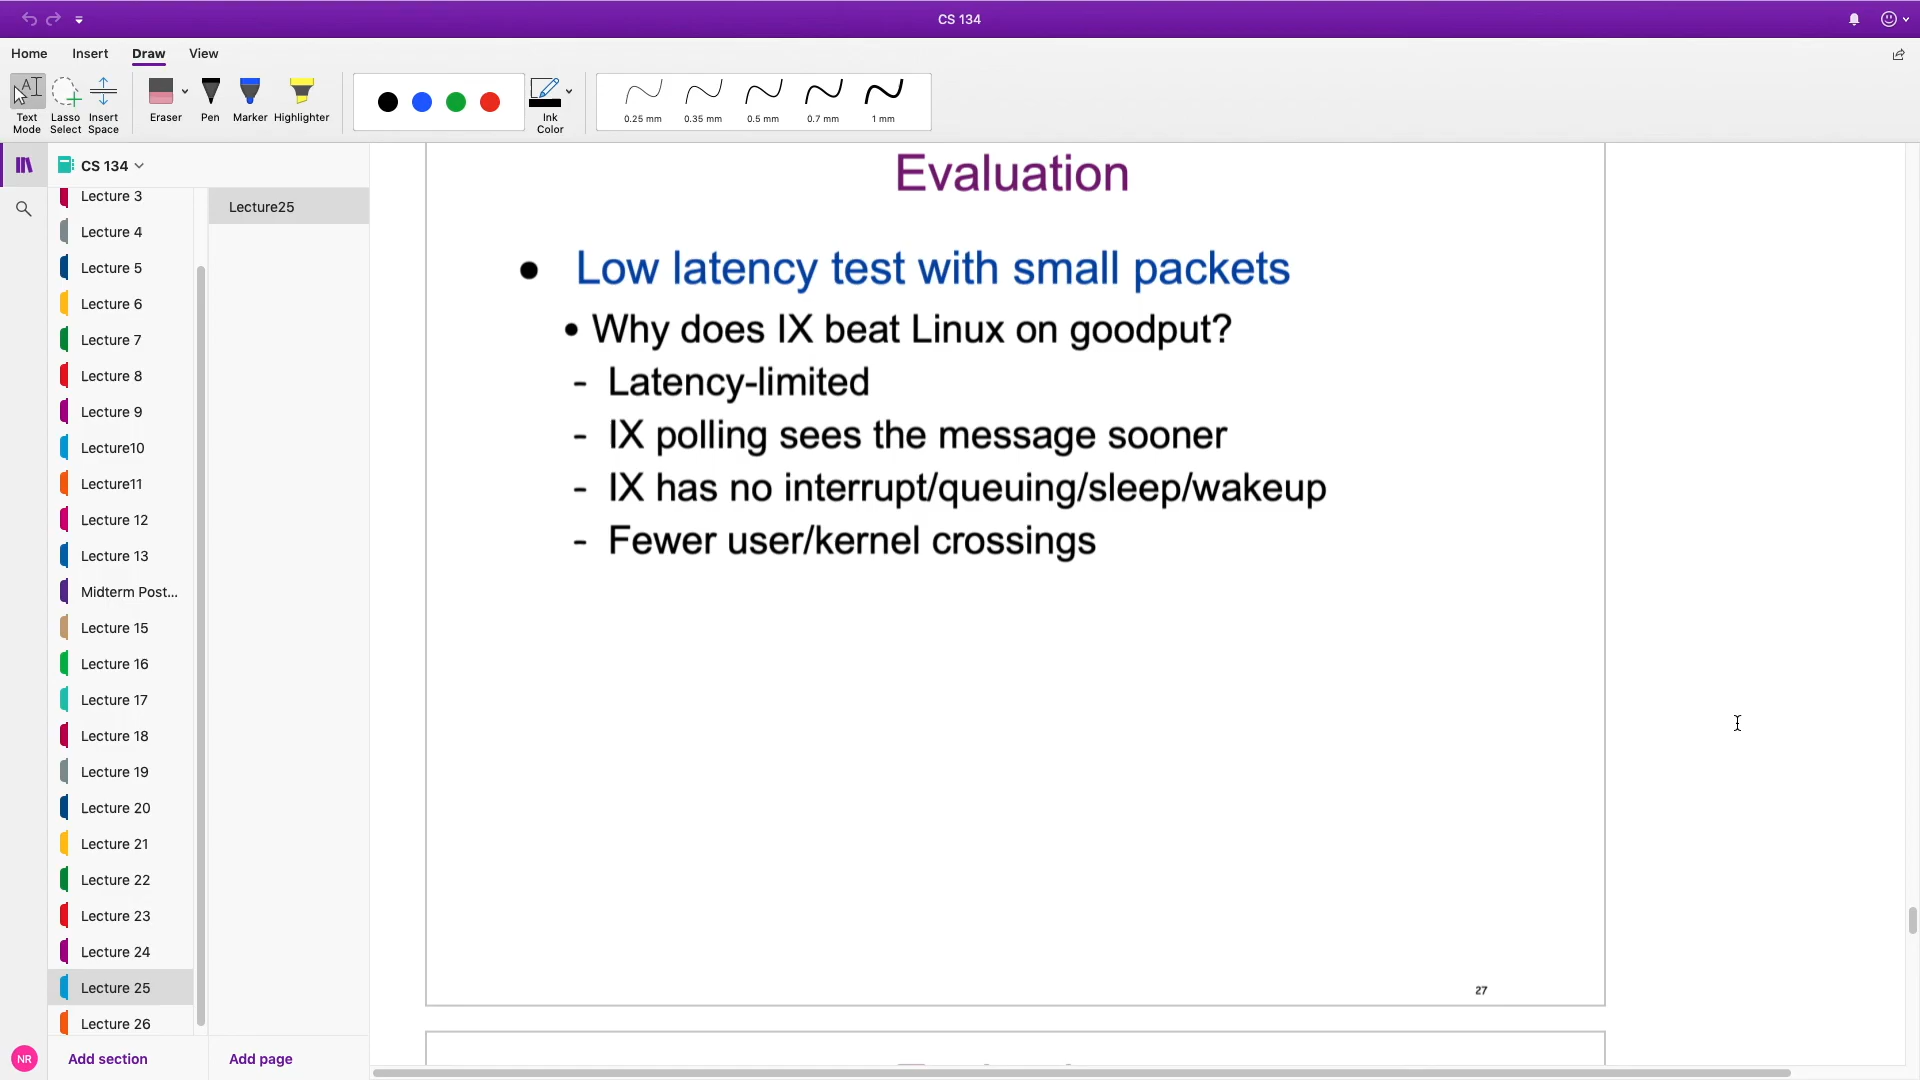 CS 134
Home Insert Draw View
Text Mode
Lasso Select
Insert Space
Eraser
Pen
Marker
Highlighter
Ink Color
0.25 mm
0.35 mm
0.5 mm
0.7 mm
1 mm
CS 134
Lecture 3
Lecture 4
Lecture 5
Lecture 6
Lecture 7
Lecture 8
Lecture 9
Lecture10
Lecture11
Lecture 12
Lecture 13
Midterm Post...
Lecture 15
Lecture 16
Lecture 17
Lecture 18
Lecture 19
Lecture 20
Lecture 21
Lecture 22
Lecture 23
Lecture 24
Lecture 25
Lecture 26
NR
Add section
Lecture25
Add page
Evaluation
• Low latency test with small packets
• Why does IX beat Linux on goodput?
- Latency-limited
- IX polling sees the message sooner
- IX has no interrupt/queuing/sleep/wakeup
- Fewer user/kernel crossings
27